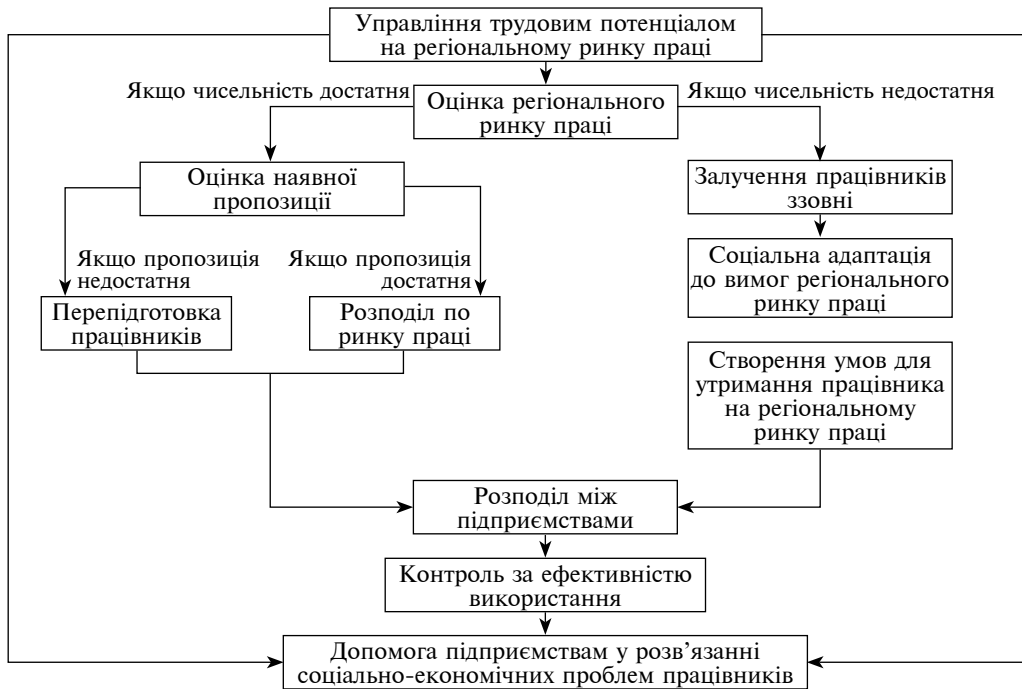 Управління трудовим потенціалом
на регіональному ринку праці
Якщо чисельність достатня
Оцінка регіонального
ринку праці
Якщо чисельність недостатня
Оцінка наявної
пропозиції
Залучення працівників
ззовні
Якщо пропозиція
недостатня
Якщо пропозиція
достатня
Соціальна адаптація
до вимог регіонального
ринку праці
Перепідготовка
працівників
Розподіл по
ринку праці
Створення умов для
утримання працівника
на регіональному
ринку праці
Розподіл між
підприємствами
Контроль за ефективністю
використання
Допомога підприємствам у розв'язанні
соціально-економічних проблем працівників